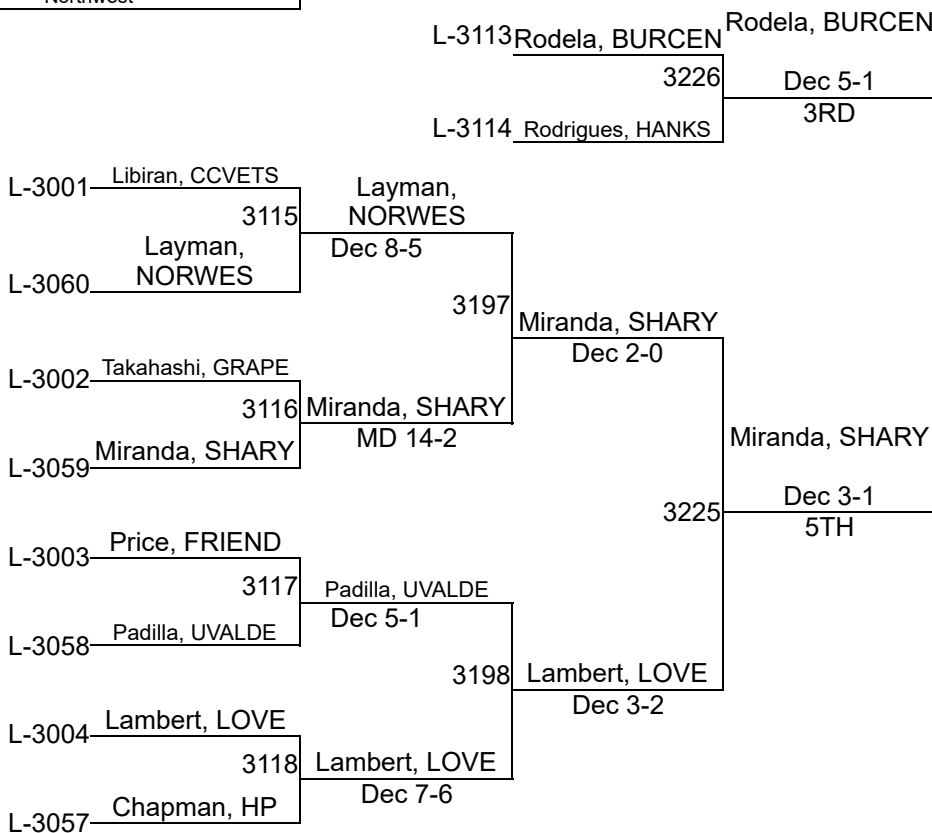 Northwest
L-3113 Rodela, BURCEN
Rodela, BURCEN
3226
Dec 5-1
3RD
L-3114 Rodrigues, HANKS
L-3001 Libiran, CCVETS
3115
Layman,
NORWES
Dec 8-5
Layman,
NORWES
L-3060
3197
Miranda, SHARY
Dec 2-0
L-3002 Takahashi, GRAPE
3116
Miranda, SHARY
MD 14-2
L-3059 Miranda, SHARY
Miranda, SHARY
3225
Dec 3-1
5TH
L-3003 Price, FRIEND
3117
Padilla, UVALDE
Dec 5-1
L-3058 Padilla, UVALDE
3198
Lambert, LOVE
Dec 3-2
L-3004 Lambert, LOVE
3118
Lambert, LOVE
Dec 7-6
L-3057 Chapman, HP